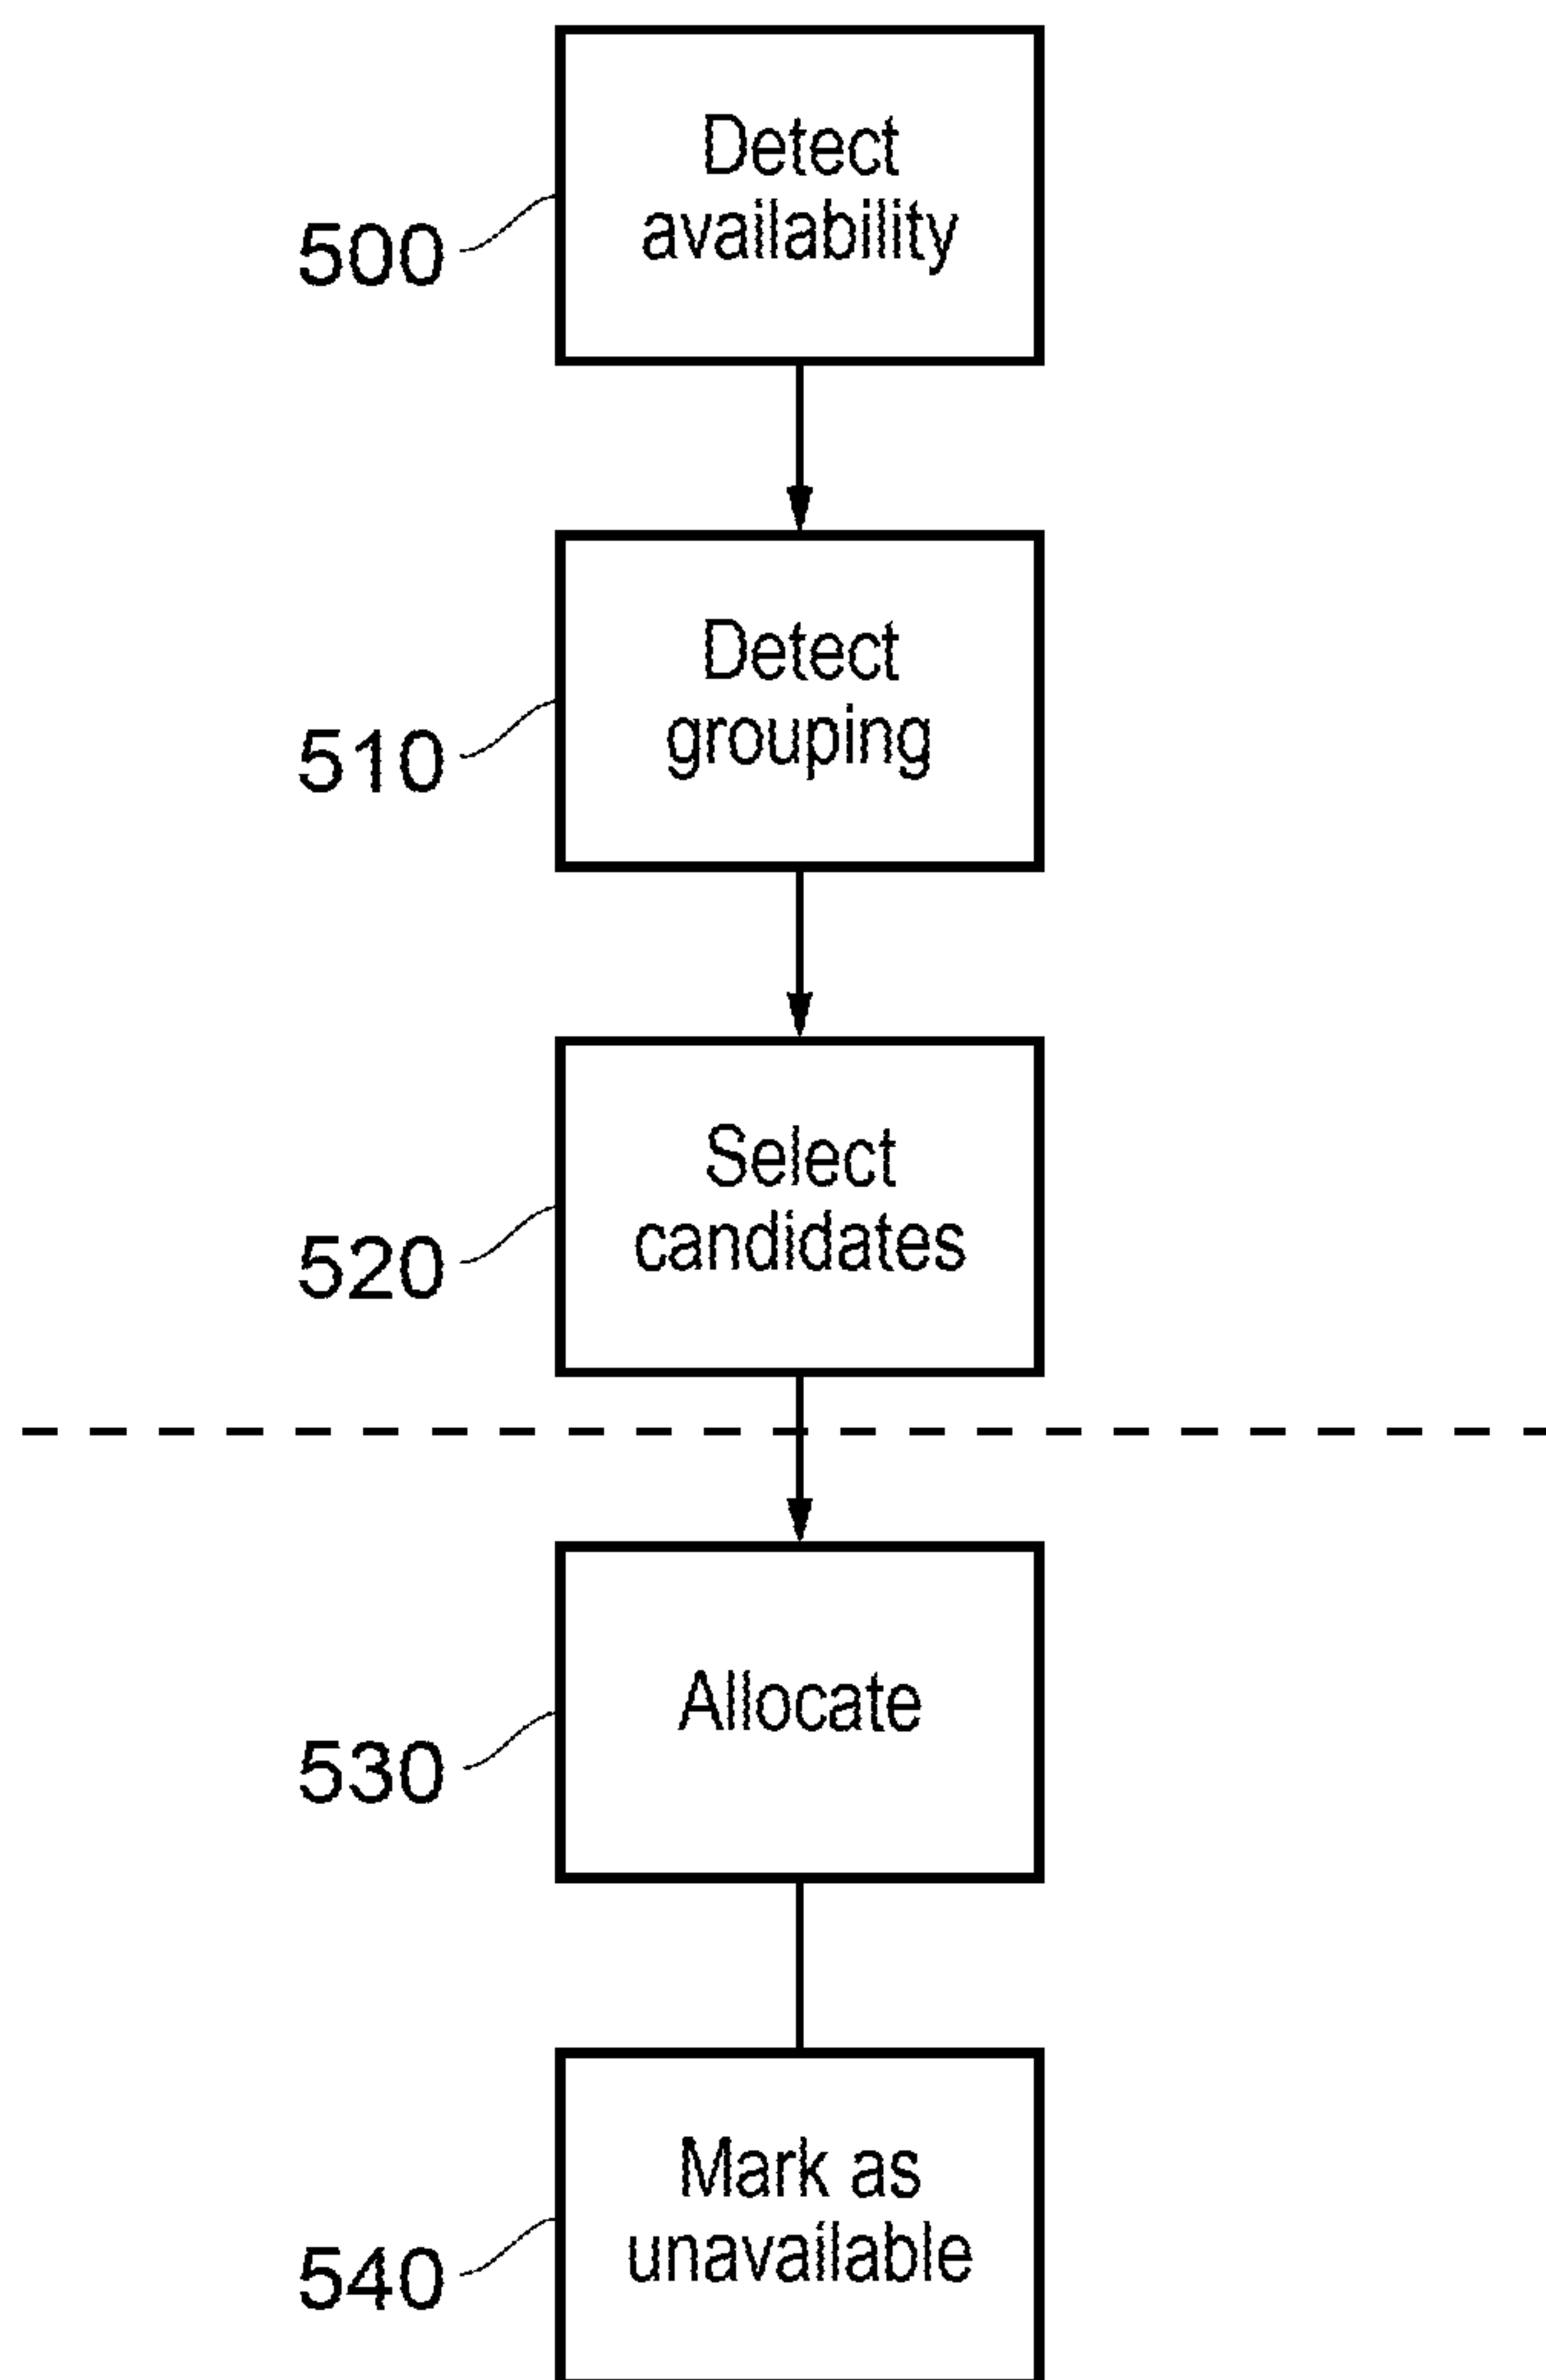 Detect
availability
500
Detect
grouping
510
Select
candidates
520
Allocate
530
Mark as
unavailable
540